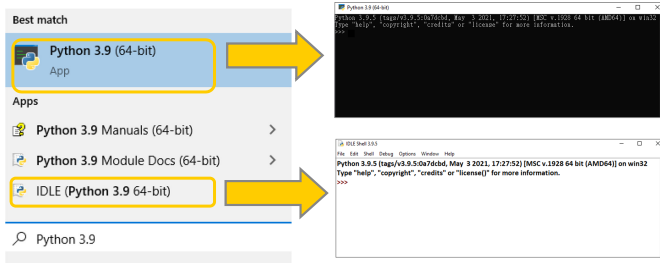 Best match
Python 3.9 (64-bit)
App
Apps
Python 3.9 Manuals (64-bit)
Python 3.9 Module Docs (64-bit)
IDLE (Python 3.9 64-bit)
Python 3.9
Python 3.9 (64-bit)
Python 3.9.5 (tags/v3.9.5:0a7dcbd, May  3 2021, 17:27:52) [MSC v.1928 64 bit (AMD64)] on win32
Type "help", "copyright", "credits" or "license" for more information.
>>>
IDLE Shell 3.9.5
File Edit Shell Debug Options Window Help
Python 3.9.5 (tags/v3.9.5:0a7dcbd, May  3 2021, 17:27:52) [MSC v.1928 64 bit (AMD64)] on win32
Type "help", "copyright", "credits" or "license()" for more information.
>>>